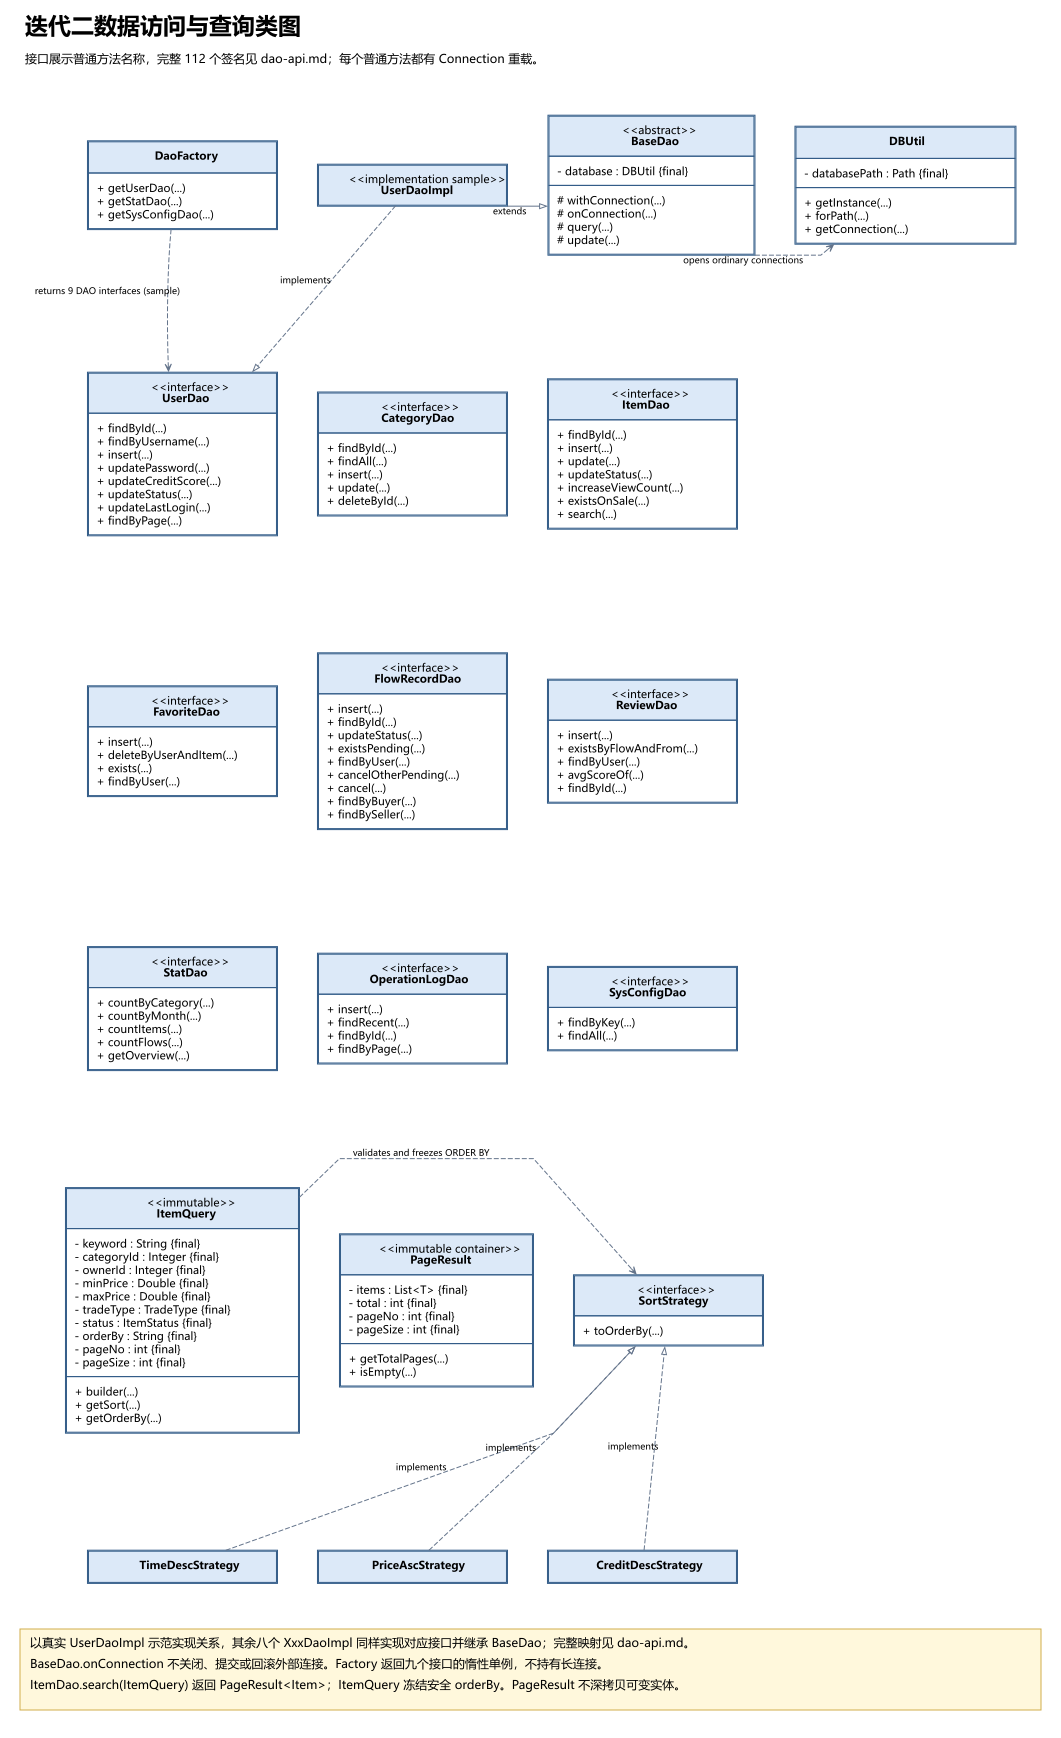 迭代二数据访问与查询类图
接口展示普通方法名称，完整 112 个签名见 dao-api.md；每个普通方法都有 Connection 重载。
DaoFactory
+ getUserDao(...)
+ getStatDao(...)
+ getSysConfigDao(...)
<<implementation sample>>
UserDaoImpl
<<abstract>>
BaseDao
- database : DBUtil {final}
# withConnection(...)
# onConnection(...)
# query(...)
# update(...)
DBUtil
- databasePath : Path {final}
+ getInstance(...)
+ forPath(...)
+ getConnection(...)
extends
opens ordinary connections
implements
returns 9 DAO interfaces (sample)
<<interface>>
UserDao
+ findById(...)
+ findByUsername(...)
+ insert(...)
+ updatePassword(...)
+ updateCreditScore(...)
+ updateStatus(...)
+ updateLastLogin(...)
+ findByPage(...)
<<interface>>
CategoryDao
+ findById(...)
+ findAll(...)
+ insert(...)
+ update(...)
+ deleteById(...)
<<interface>>
ItemDao
+ findById(...)
+ insert(...)
+ update(...)
+ updateStatus(...)
+ increaseViewCount(...)
+ existsOnSale(...)
+ search(...)
<<interface>>
FavoriteDao
+ insert(...)
+ deleteByUserAndItem(...)
+ exists(...)
+ findByUser(...)
<<interface>>
FlowRecordDao
+ insert(...)
+ findById(...)
+ updateStatus(...)
+ existsPending(...)
+ findByUser(...)
+ cancelOtherPending(...)
+ cancel(...)
+ findByBuyer(...)
+ findBySeller(...)
<<interface>>
ReviewDao
+ insert(...)
+ existsByFlowAndFrom(...)
+ findByUser(...)
+ avgScoreOf(...)
+ findById(...)
<<interface>>
StatDao
+ countByCategory(...)
+ countByMonth(...)
+ countItems(...)
+ countFlows(...)
+ getOverview(...)
<<interface>>
OperationLogDao
+ insert(...)
+ findRecent(...)
+ findById(...)
+ findByPage(...)
<<interface>>
SysConfigDao
+ findByKey(...)
+ findAll(...)
validates and freezes ORDER BY
<<immutable>>
ItemQuery
- keyword : String {final}
- categoryId : Integer {final}
- ownerId : Integer {final}
- minPrice : Double {final}
- maxPrice : Double {final}
- tradeType : TradeType {final}
- status : ItemStatus {final}
- orderBy : String {final}
- pageNo : int {final}
- pageSize : int {final}
+ builder(...)
+ getSort(...)
+ getOrderBy(...)
<<immutable container>>
PageResult
- items : List<T> {final}
- total : int {final}
- pageNo : int {final}
- pageSize : int {final}
+ getTotalPages(...)
+ isEmpty(...)
<<interface>>
SortStrategy
+ toOrderBy(...)
implements
implements
implements
TimeDescStrategy
PriceAscStrategy
CreditDescStrategy
以真实 UserDaoImpl 示范实现关系，其余八个 XxxDaoImpl 同样实现对应接口并继承 BaseDao；完整映射见 dao-api.md。
BaseDao.onConnection 不关闭、提交或回滚外部连接。Factory 返回九个接口的惰性单例，不持有长连接。
ItemDao.search(ItemQuery) 返回 PageResult<Item>；ItemQuery 冻结安全 orderBy。PageResult 不深拷贝可变实体。